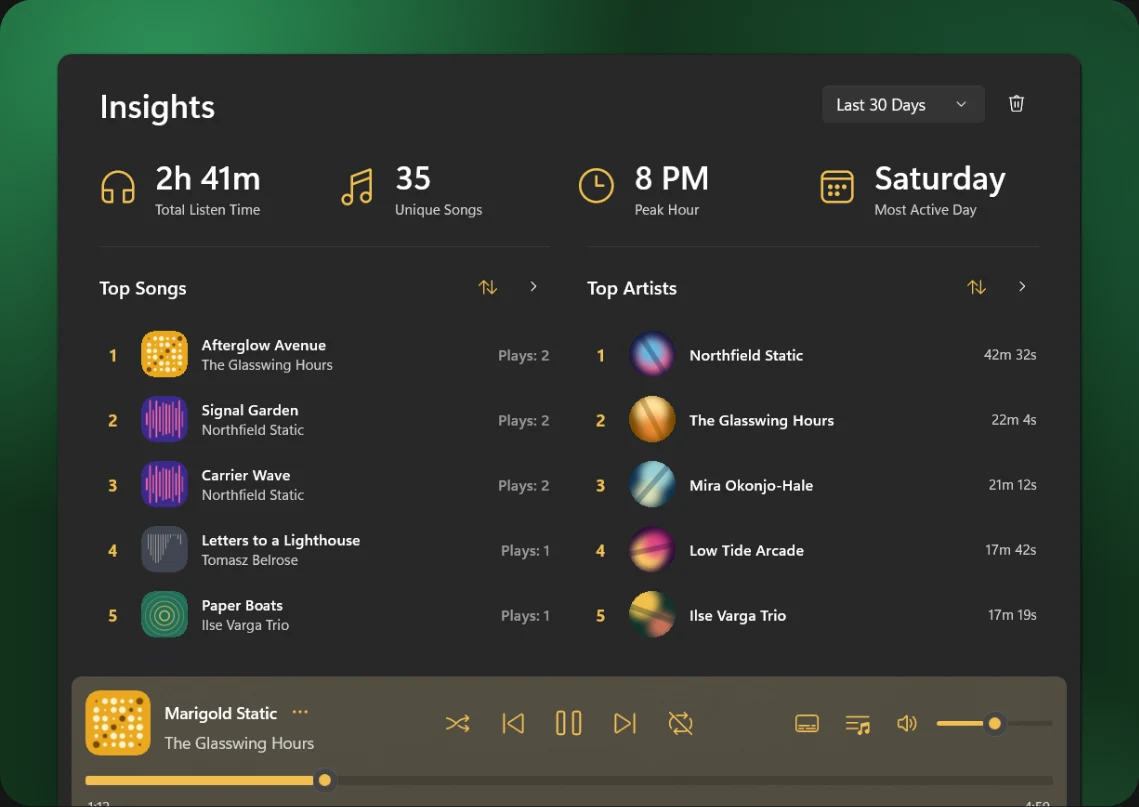 Insights
Last 30 Days
2h 41m
Total Listen Time
35
Unique Songs
8 PM
Peak Hour
Saturday
Most Active Day
Top Songs
1
Afterglow Avenue
The Glasswing Hours
Plays: 2
2
Signal Garden
Northfield Static
Plays: 2
3
Carrier Wave
Northfield Static
Plays: 2
4
Letters to a Lighthouse
Tomasz Belrose
Plays: 1
5
Paper Boats
Ilse Varga Trio
Plays: 1
Top Artists
1
Northfield Static
42m 32s
2
The Glasswing Hours
22m 4s
3
Mira Okonjo-Hale
21m 12s
4
Low Tide Arcade
17m 42s
5
Ilse Varga Trio
17m 19s
Marigold Static
The Glasswing Hours